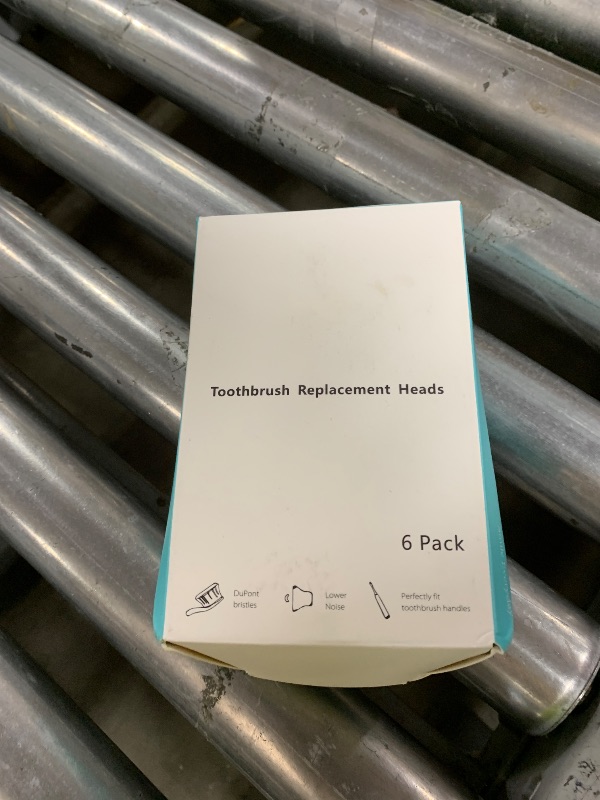 Toothbrush Replacement Heads
6 Pack
DuPont
bristles
Lower
Noise
Perfectly fit
toothbrush handles